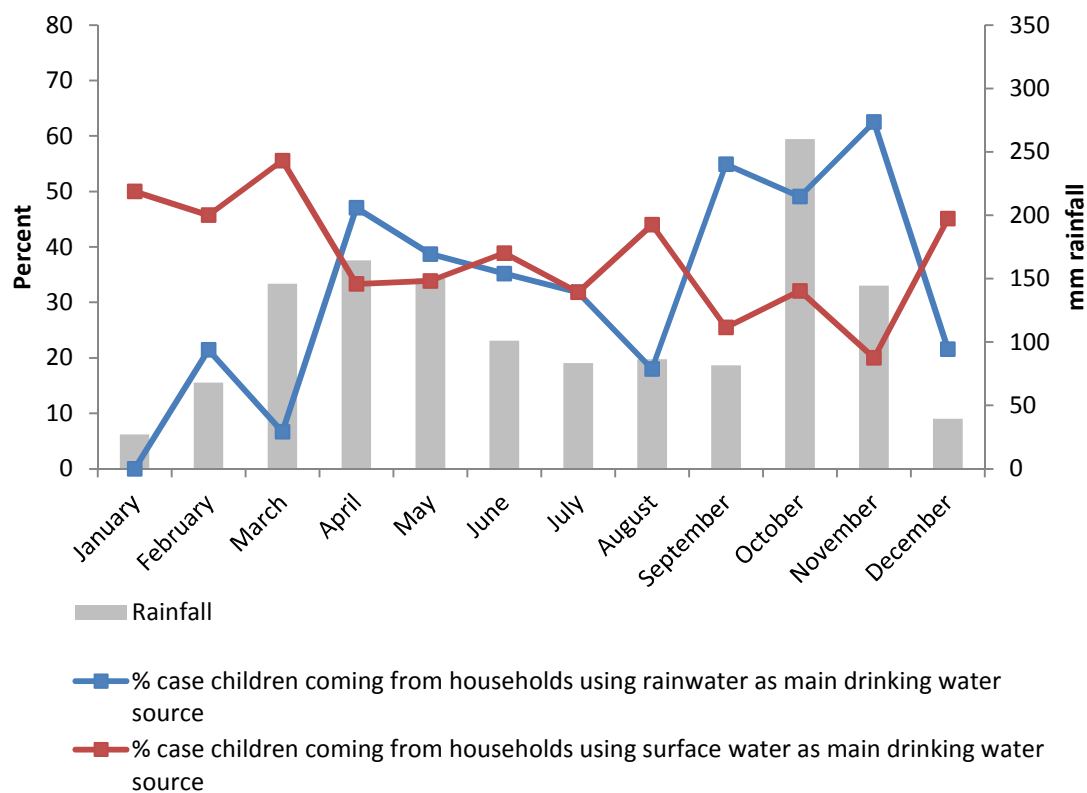 80
70
60
50
40
30
20
10
0
Percent
350
300
250
200
150
100
50
0
mm rainfall
January
February
March
April
May
June
July
August
September
October
November
December
Rainfall
% case children coming from households using rainwater as main drinking water
source
% case children coming from households using surface water as main drinking water
source